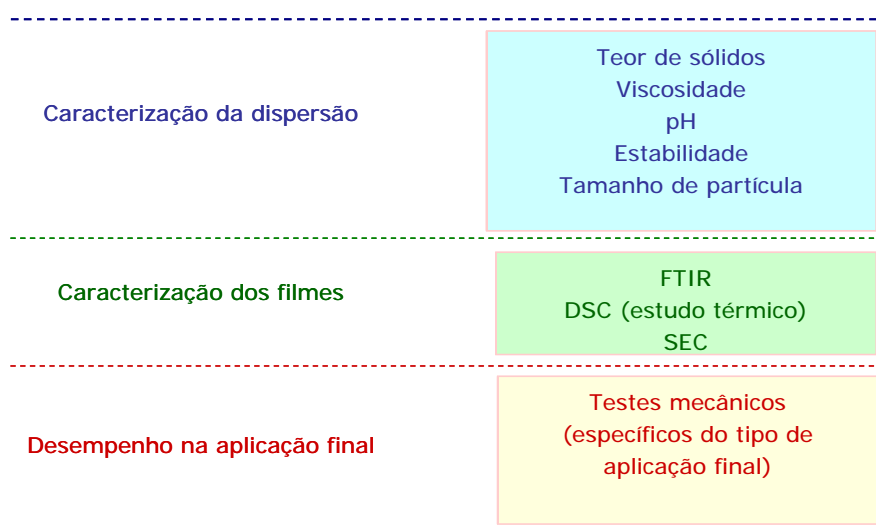 Caracterização da dispersão
Teor de sólidos
Viscosidade
pH
Estabilidade
Tamanho de partícula
Caracterização dos filmes
FTIR
DSC (estudo térmico)
SEC
Desempenho na aplicação final
Testes mecânicos
(específicos do tipo de
aplicação final)